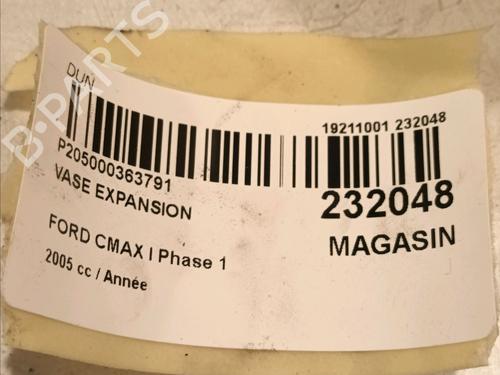 DUN
P205000363791
VASE EXPANSION
FORD CMAX I Phase 1
2005 cc / Année
19211001 232048
232048
MAGASIN
B-PARTS